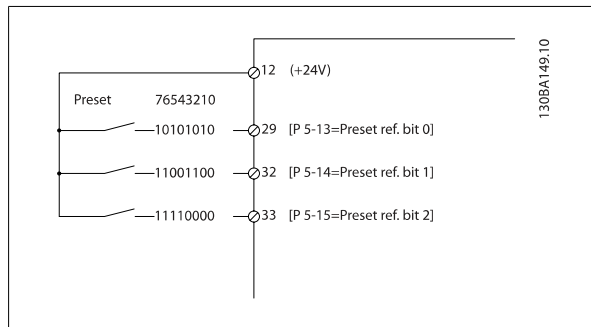 12 (+24V)
Preset 76543210
10101010 29 [P 5-13=Preset ref. bit 0]
11001100 32 [P 5-14=Preset ref. bit 1]
11110000 33 [P 5-15=Preset ref. bit 2]
130BA149.10